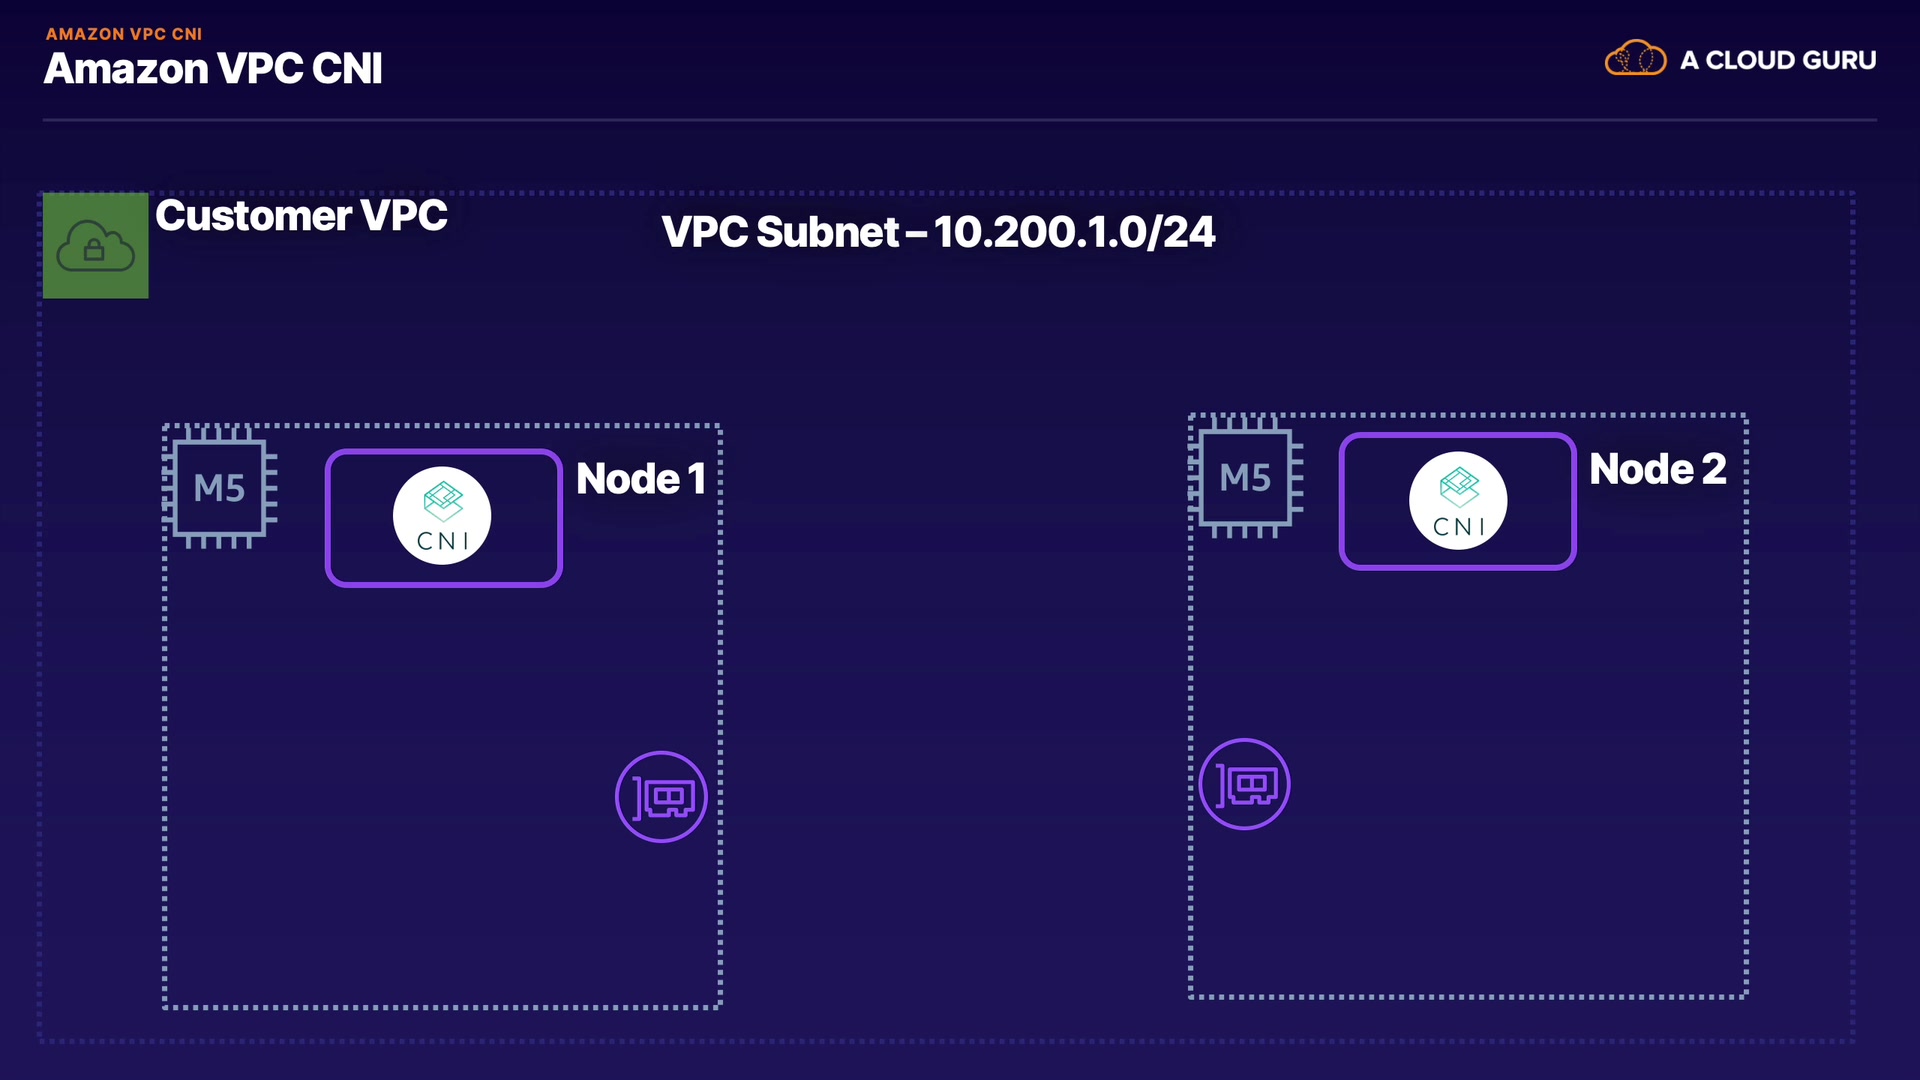 AMAZON VPC CNI
Amazon VPC CNI
A CLOUD GURU
Customer VPC
VPC Subnet – 10.200.1.0/24
M5
CNI
Node 1
M5
CNI
Node 2